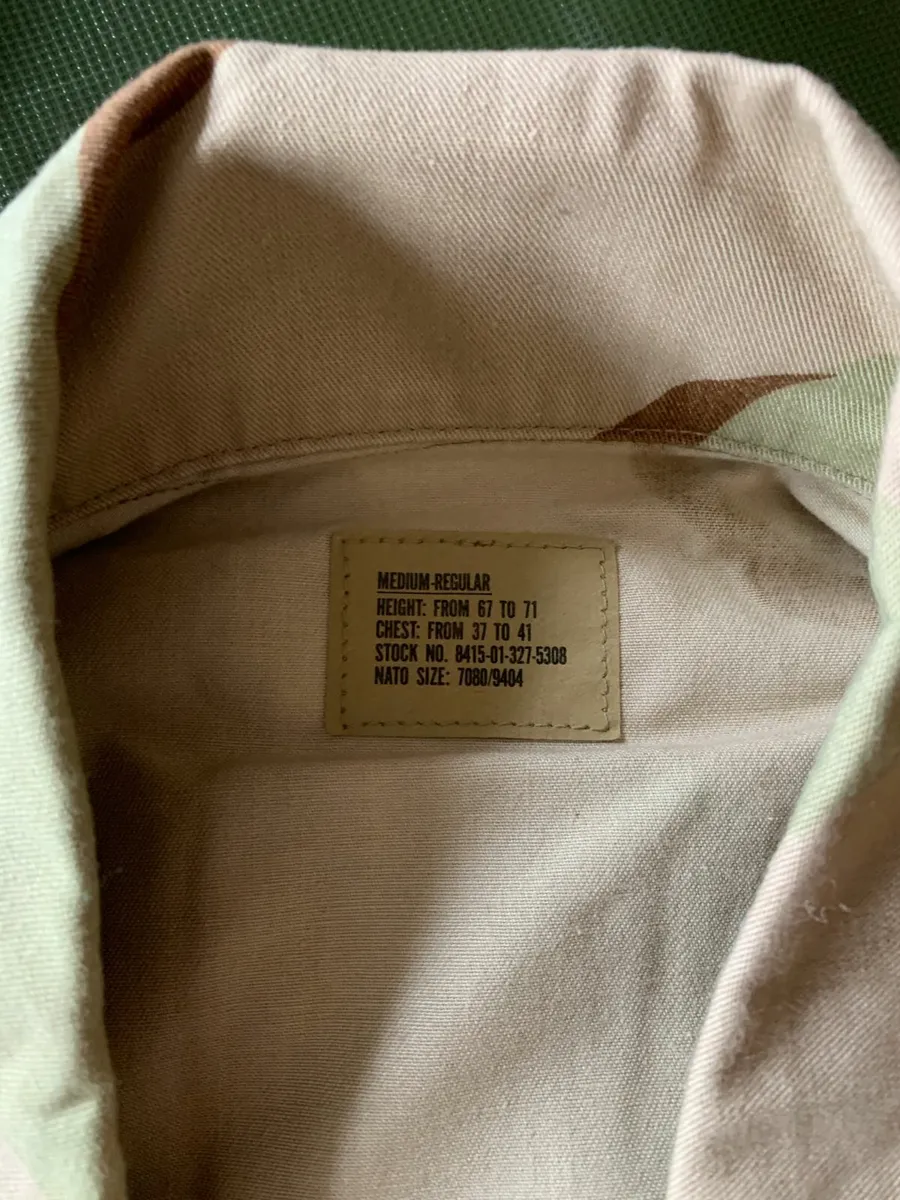 MEDIUM-REGULAR
HEIGHT: FROM 67 TO 71
CHEST: FROM 37 TO 41
STOCK NO. 8415-01-327-5308
NATO SIZE: 7080/9404